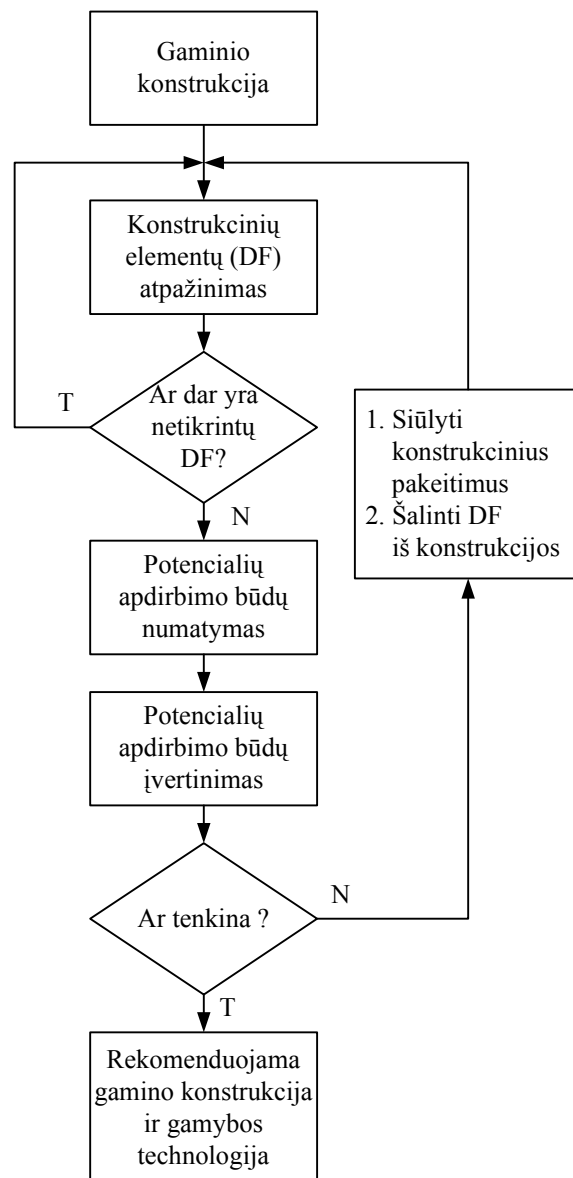 Gaminio
konstrukcija
Konstrukcinių
elementų (DF)
atpažinimas
Ar dar yra
netikrintų
DF?
T
N
1. Siūlyti
konstrukcinius
pakeitimus
2. Šalinti DF
iš konstrukcijos
Potencialių
apdirbimo būdų
numatymas
Potencialių
apdirbimo būdų
įvertinimas
Ar tenkina ?
N
T
Rekomenduojama
gamino konstrukcija
ir gamybos
technologija